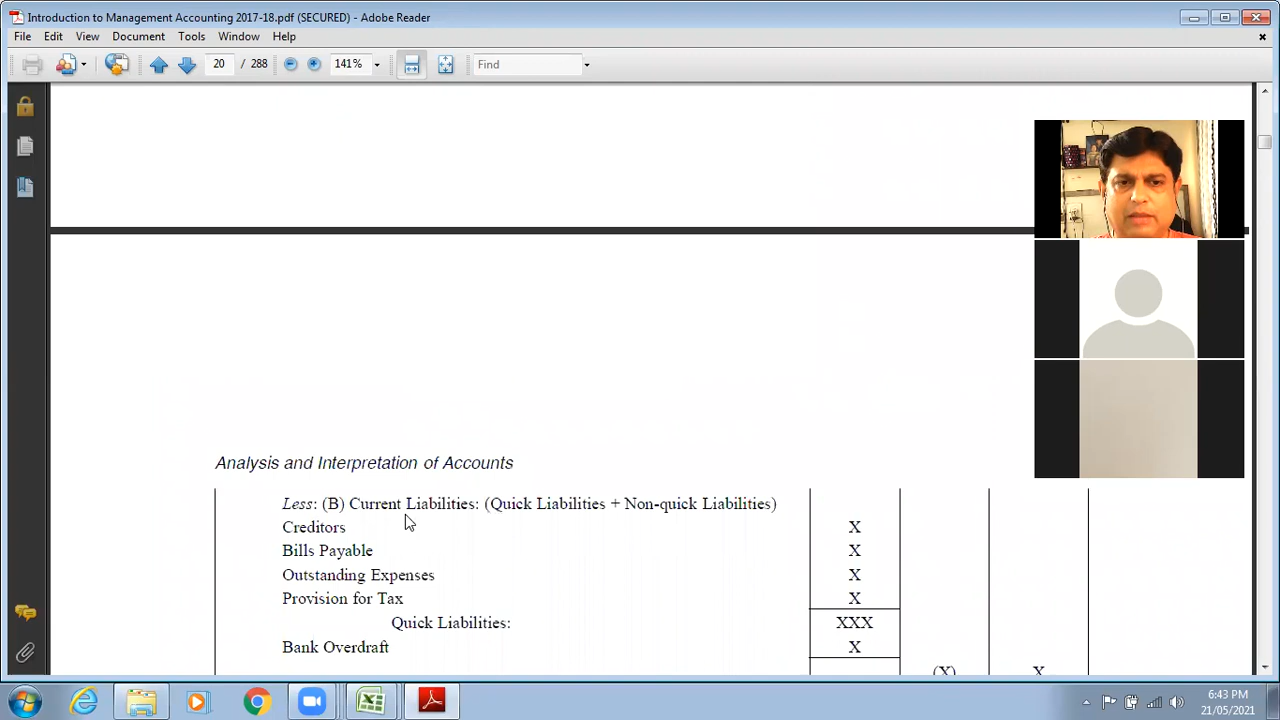 Introduction to Management Accounting 2017-18.pdf (SECURED) - Adobe Reader
File Edit View Document Tools Window Help
20 / 288 141% Find
Analysis and Interpretation of Accounts
Less: (B) Current Liabilities: (Quick Liabilities + Non-quick Liabilities)
Creditors X
Bills Payable X
Outstanding Expenses X
Provision for Tax X
Quick Liabilities: XXX
Bank Overdraft X
(X) X
6:43 PM
21/05/2021